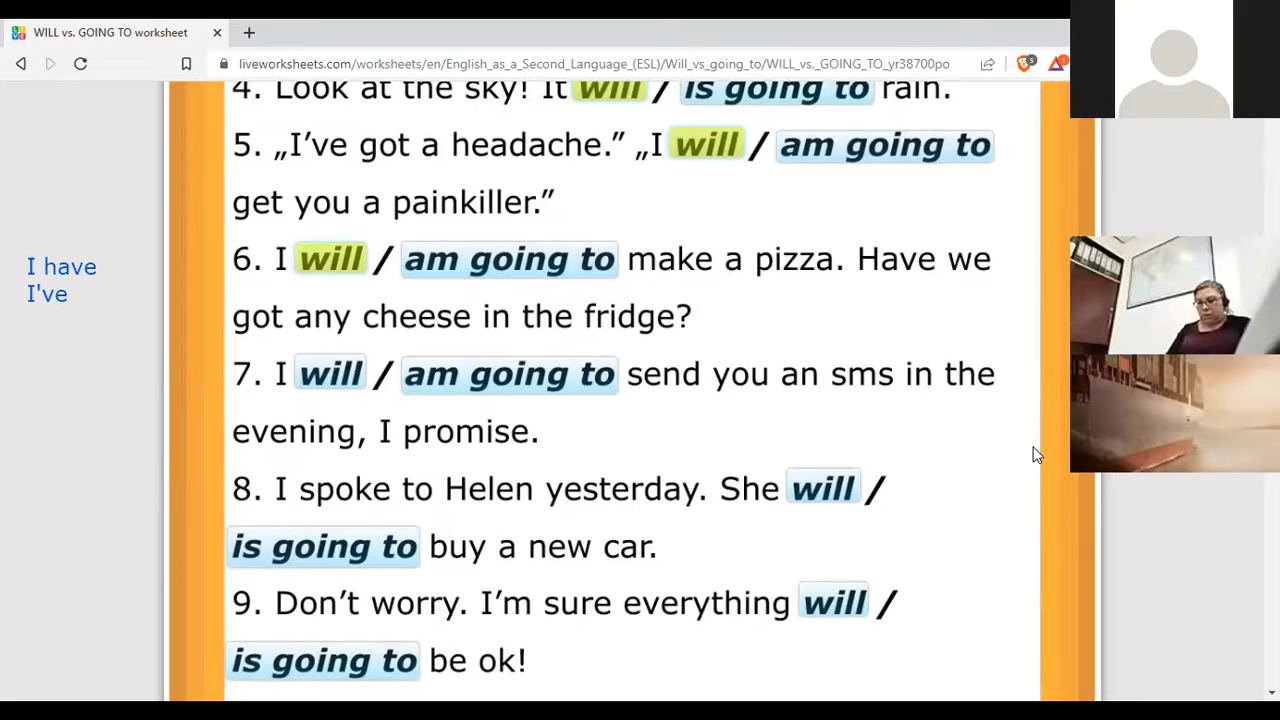 WILL vs. GOING TO worksheet
liveworksheets.com/worksheets/en/English_as_a_Second_Language_(ESL)/Will_vs_going_to/WILL_vs._GOING_TO_yr38700po
4. Look at the sky! It will / is going to rain.
5. „I’ve got a headache.” „I will / am going to
get you a painkiller.”
6. I will / am going to make a pizza. Have we
got any cheese in the fridge?
7. I will / am going to send you an sms in the
evening, I promise.
8. I spoke to Helen yesterday. She will /
is going to buy a new car.
9. Don’t worry. I’m sure everything will /
is going to be ok!
I have
I've